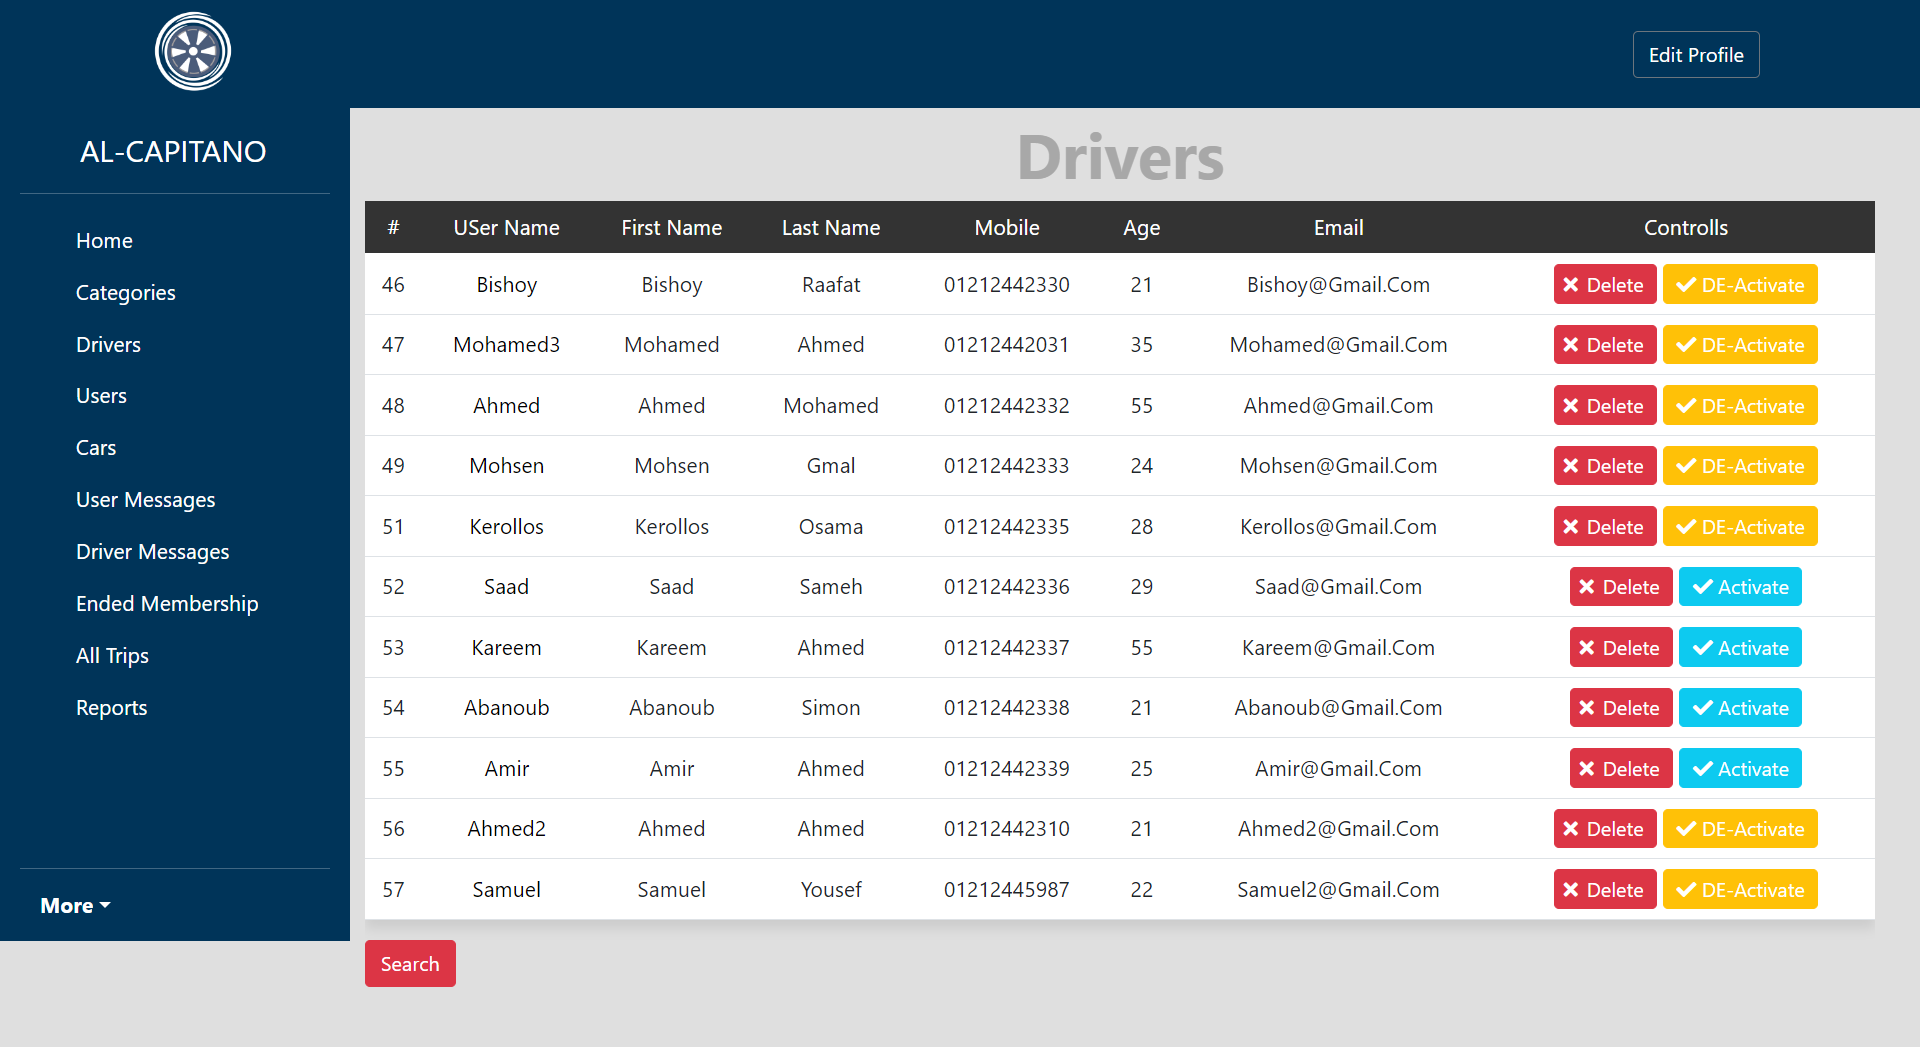 Edit Profile
AL-CAPITANO
Home
Categories
Drivers
Users
Cars
User Messages
Driver Messages
Ended Membership
All Trips
Reports
More
Drivers
# USer Name First Name Last Name Mobile Age Email Controlls
46 Bishoy Bishoy Raafat 01212442330 21 Bishoy@Gmail.Com Delete DE-Activate
47 Mohamed3 Mohamed Ahmed 01212442031 35 Mohamed@Gmail.Com Delete DE-Activate
48 Ahmed Ahmed Mohamed 01212442332 55 Ahmed@Gmail.Com Delete DE-Activate
49 Mohsen Mohsen Gmal 01212442333 24 Mohsen@Gmail.Com Delete DE-Activate
51 Kerollos Kerollos Osama 01212442335 28 Kerollos@Gmail.Com Delete DE-Activate
52 Saad Saad Sameh 01212442336 29 Saad@Gmail.Com Delete Activate
53 Kareem Kareem Ahmed 01212442337 55 Kareem@Gmail.Com Delete Activate
54 Abanoub Abanoub Simon 01212442338 21 Abanoub@Gmail.Com Delete Activate
55 Amir Amir Ahmed 01212442339 25 Amir@Gmail.Com Delete Activate
56 Ahmed2 Ahmed Ahmed 01212442310 21 Ahmed2@Gmail.Com Delete DE-Activate
57 Samuel Samuel Yousef 01212445987 22 Samuel2@Gmail.Com Delete DE-Activate
Search